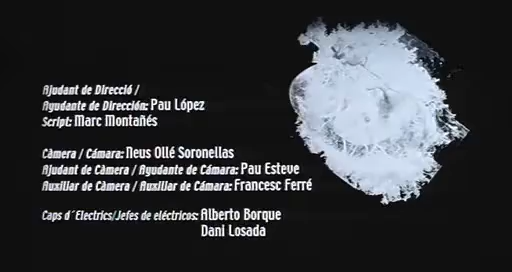 Ajudant de Direcció /
Ayudante de Dirección: Pau López
Script: Marc Montañés
Càmera / Cámara: Neus Ollé Soronellas
Ajudant de Càmera / Ayudante de Cámara: Pau Esteve
Auxiliar de Càmera / Auxiliar de Cámara: Francesc Ferré
Caps d´Electrics/Jefes de eléctricos: Alberto Borque
Dani Losada